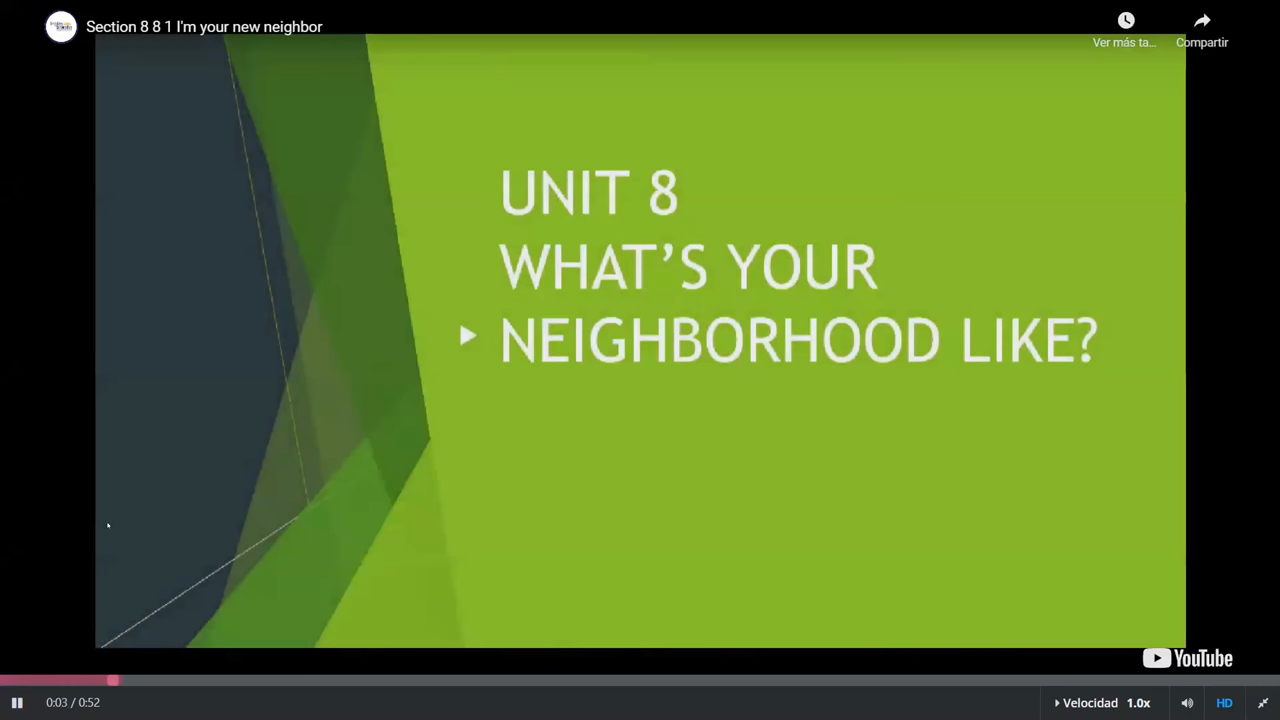 Section 8 8 1 I'm your new neighbor
Ver más ta...
Compartir
UNIT 8
WHAT’S YOUR
NEIGHBORHOOD LIKE?
YouTube
0:03 / 0:52
Velocidad 1.0x
HD